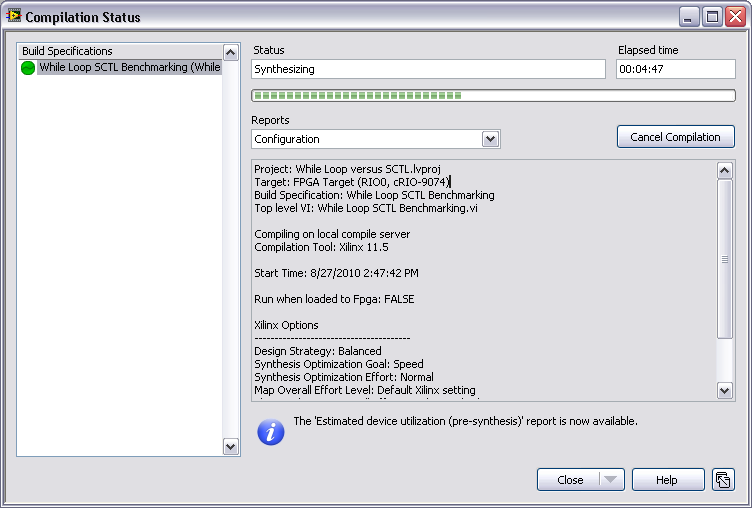 Compilation Status
Build Specifications
While Loop SCTL Benchmarking (While
Status
Elapsed time
Synthesizing
00:04:47
Reports
Configuration
Cancel Compilation
Project: While Loop versus SCTL.lvproj
Target: FPGA Target (RIO0, cRIO-9074)
Build Specification: While Loop SCTL Benchmarking
Top level VI: While Loop SCTL Benchmarking.vi
Compiling on local compile server
Compilation Tool: Xilinx 11.5
Start Time: 8/27/2010 2:47:42 PM
Run when loaded to Fpga: FALSE
Xilinx Options
---------------------------------------
Design Strategy: Balanced
Synthesis Optimization Goal: Speed
Synthesis Optimization Effort: Normal
Map Overall Effort Level: Default Xilinx setting
The 'Estimated device utilization (pre-synthesis)' report is now available.
Close
Help